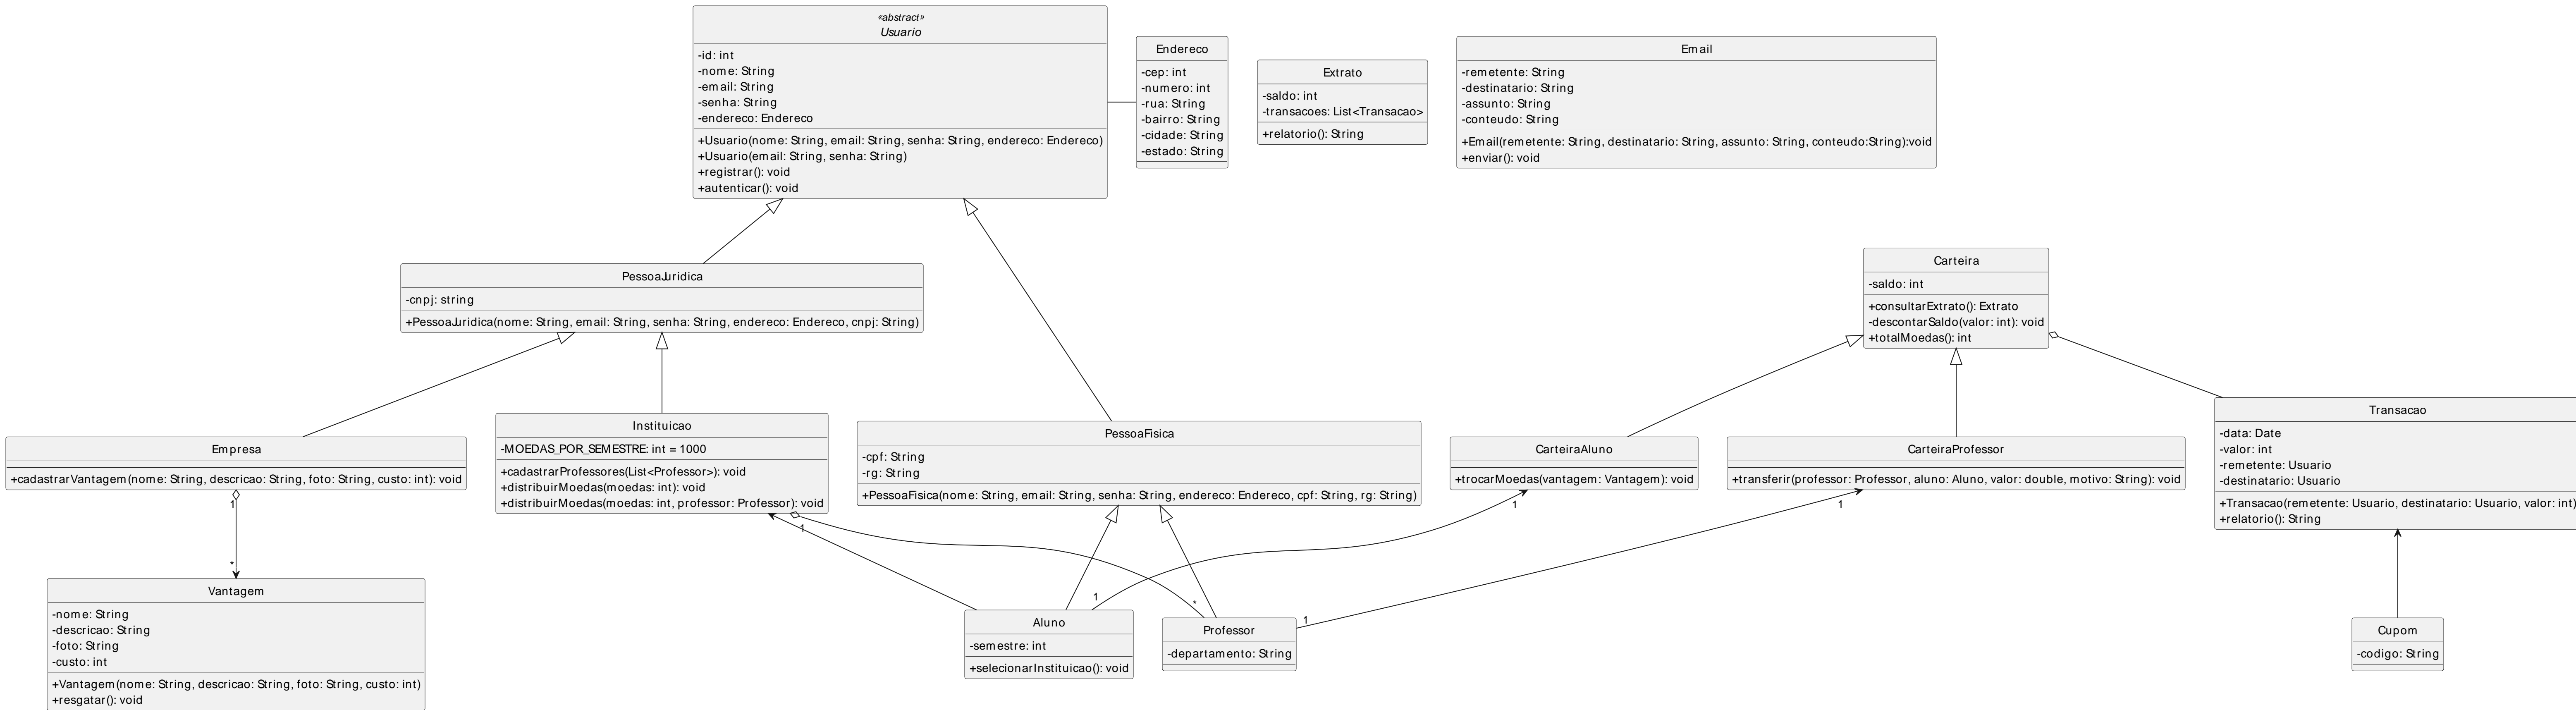 «abstract»
Usuario
-id: int
-nome: String
-email: String
-senha: String
-endereco: Endereco
+Usuario(nome: String, email: String, senha: String, endereco: Endereco)
+Usuario(email: String, senha: String)
+registrar(): void
+autenticar(): void
Endereco
-cep: int
-numero: int
-rua: String
-bairro: String
-cidade: String
-estado: String
Extrato
-saldo: int
-transacoes: List<Transacao>
+relatorio(): String
Email
-remetente: String
-destinatario: String
-assunto: String
-conteudo: String
+Email(remetente: String, destinatario: String, assunto: String, conteudo:String):void
+enviar(): void
PessoaJuridica
-cnpj: string
+PessoaJuridica(nome: String, email: String, senha: String, endereco: Endereco, cnpj: String)
Carteira
-saldo: int
+consultarExtrato(): Extrato
-descontarSaldo(valor: int): void
+totalMoedas(): int
Empresa
+cadastrarVantagem(nome: String, descricao: String, foto: String, custo: int): void
1
*
Instituicao
-MOEDAS_POR_SEMESTRE: int = 1000
+cadastrarProfessores(List<Professor>): void
+distribuirMoedas(moedas: int): void
+distribuirMoedas(moedas: int, professor: Professor): void
1
*
PessoaFisica
-cpf: String
-rg: String
+PessoaFisica(nome: String, email: String, senha: String, endereco: Endereco, cpf: String, rg: String)
CarteiraAluno
+trocarMoedas(vantagem: Vantagem): void
1
1
CarteiraProfessor
+transferir(professor: Professor, aluno: Aluno, valor: double, motivo: String): void
1
1
Transacao
-data: Date
-valor: int
-remetente: Usuario
-destinatario: Usuario
+Transacao(remetente: Usuario, destinatario: Usuario, valor: int)
+relatorio(): String
Vantagem
-nome: String
-descricao: String
-foto: String
-custo: int
+Vantagem(nome: String, descricao: String, foto: String, custo: int)
+resgatar(): void
Aluno
-semestre: int
+selecionarInstituicao(): void
Professor
-departamento: String
Cupom
-codigo: String